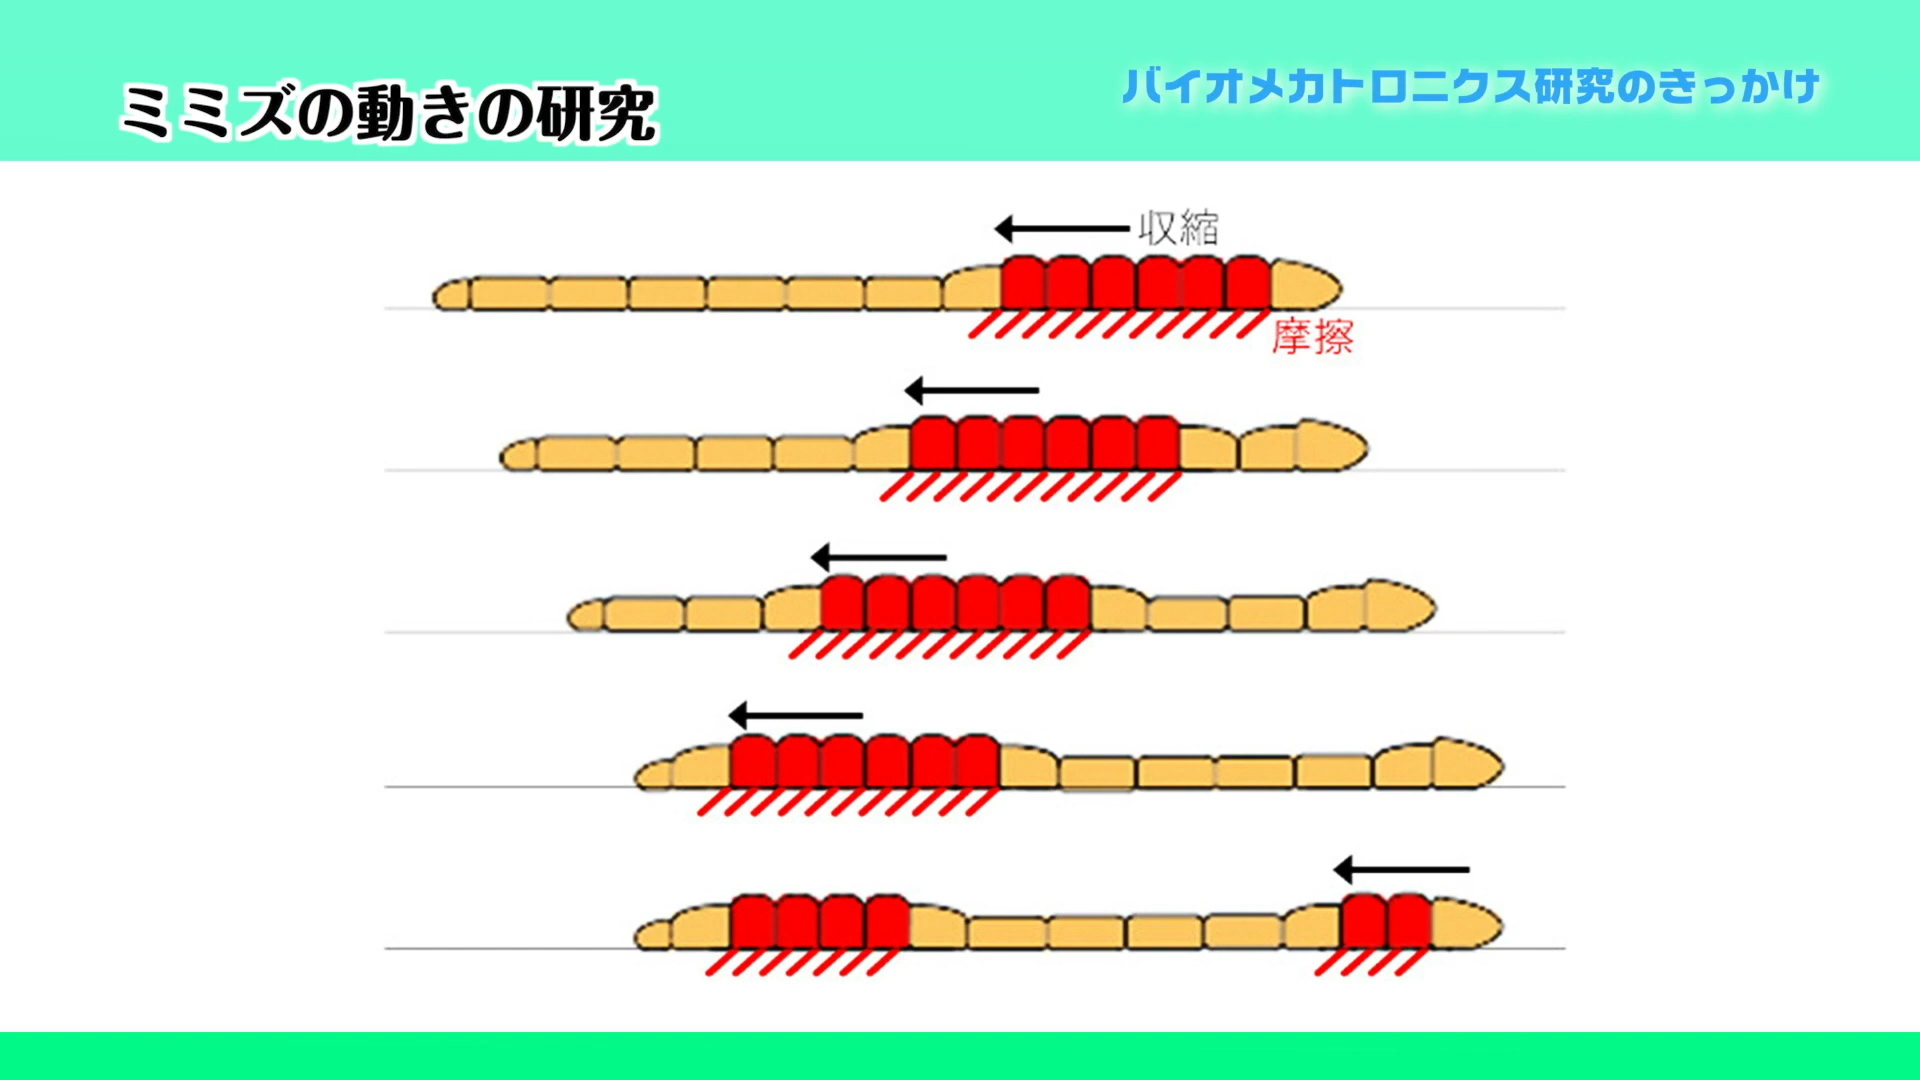 ミミズの動きの研究
バイオメカトロニクス研究のきっかけ
収縮
摩擦